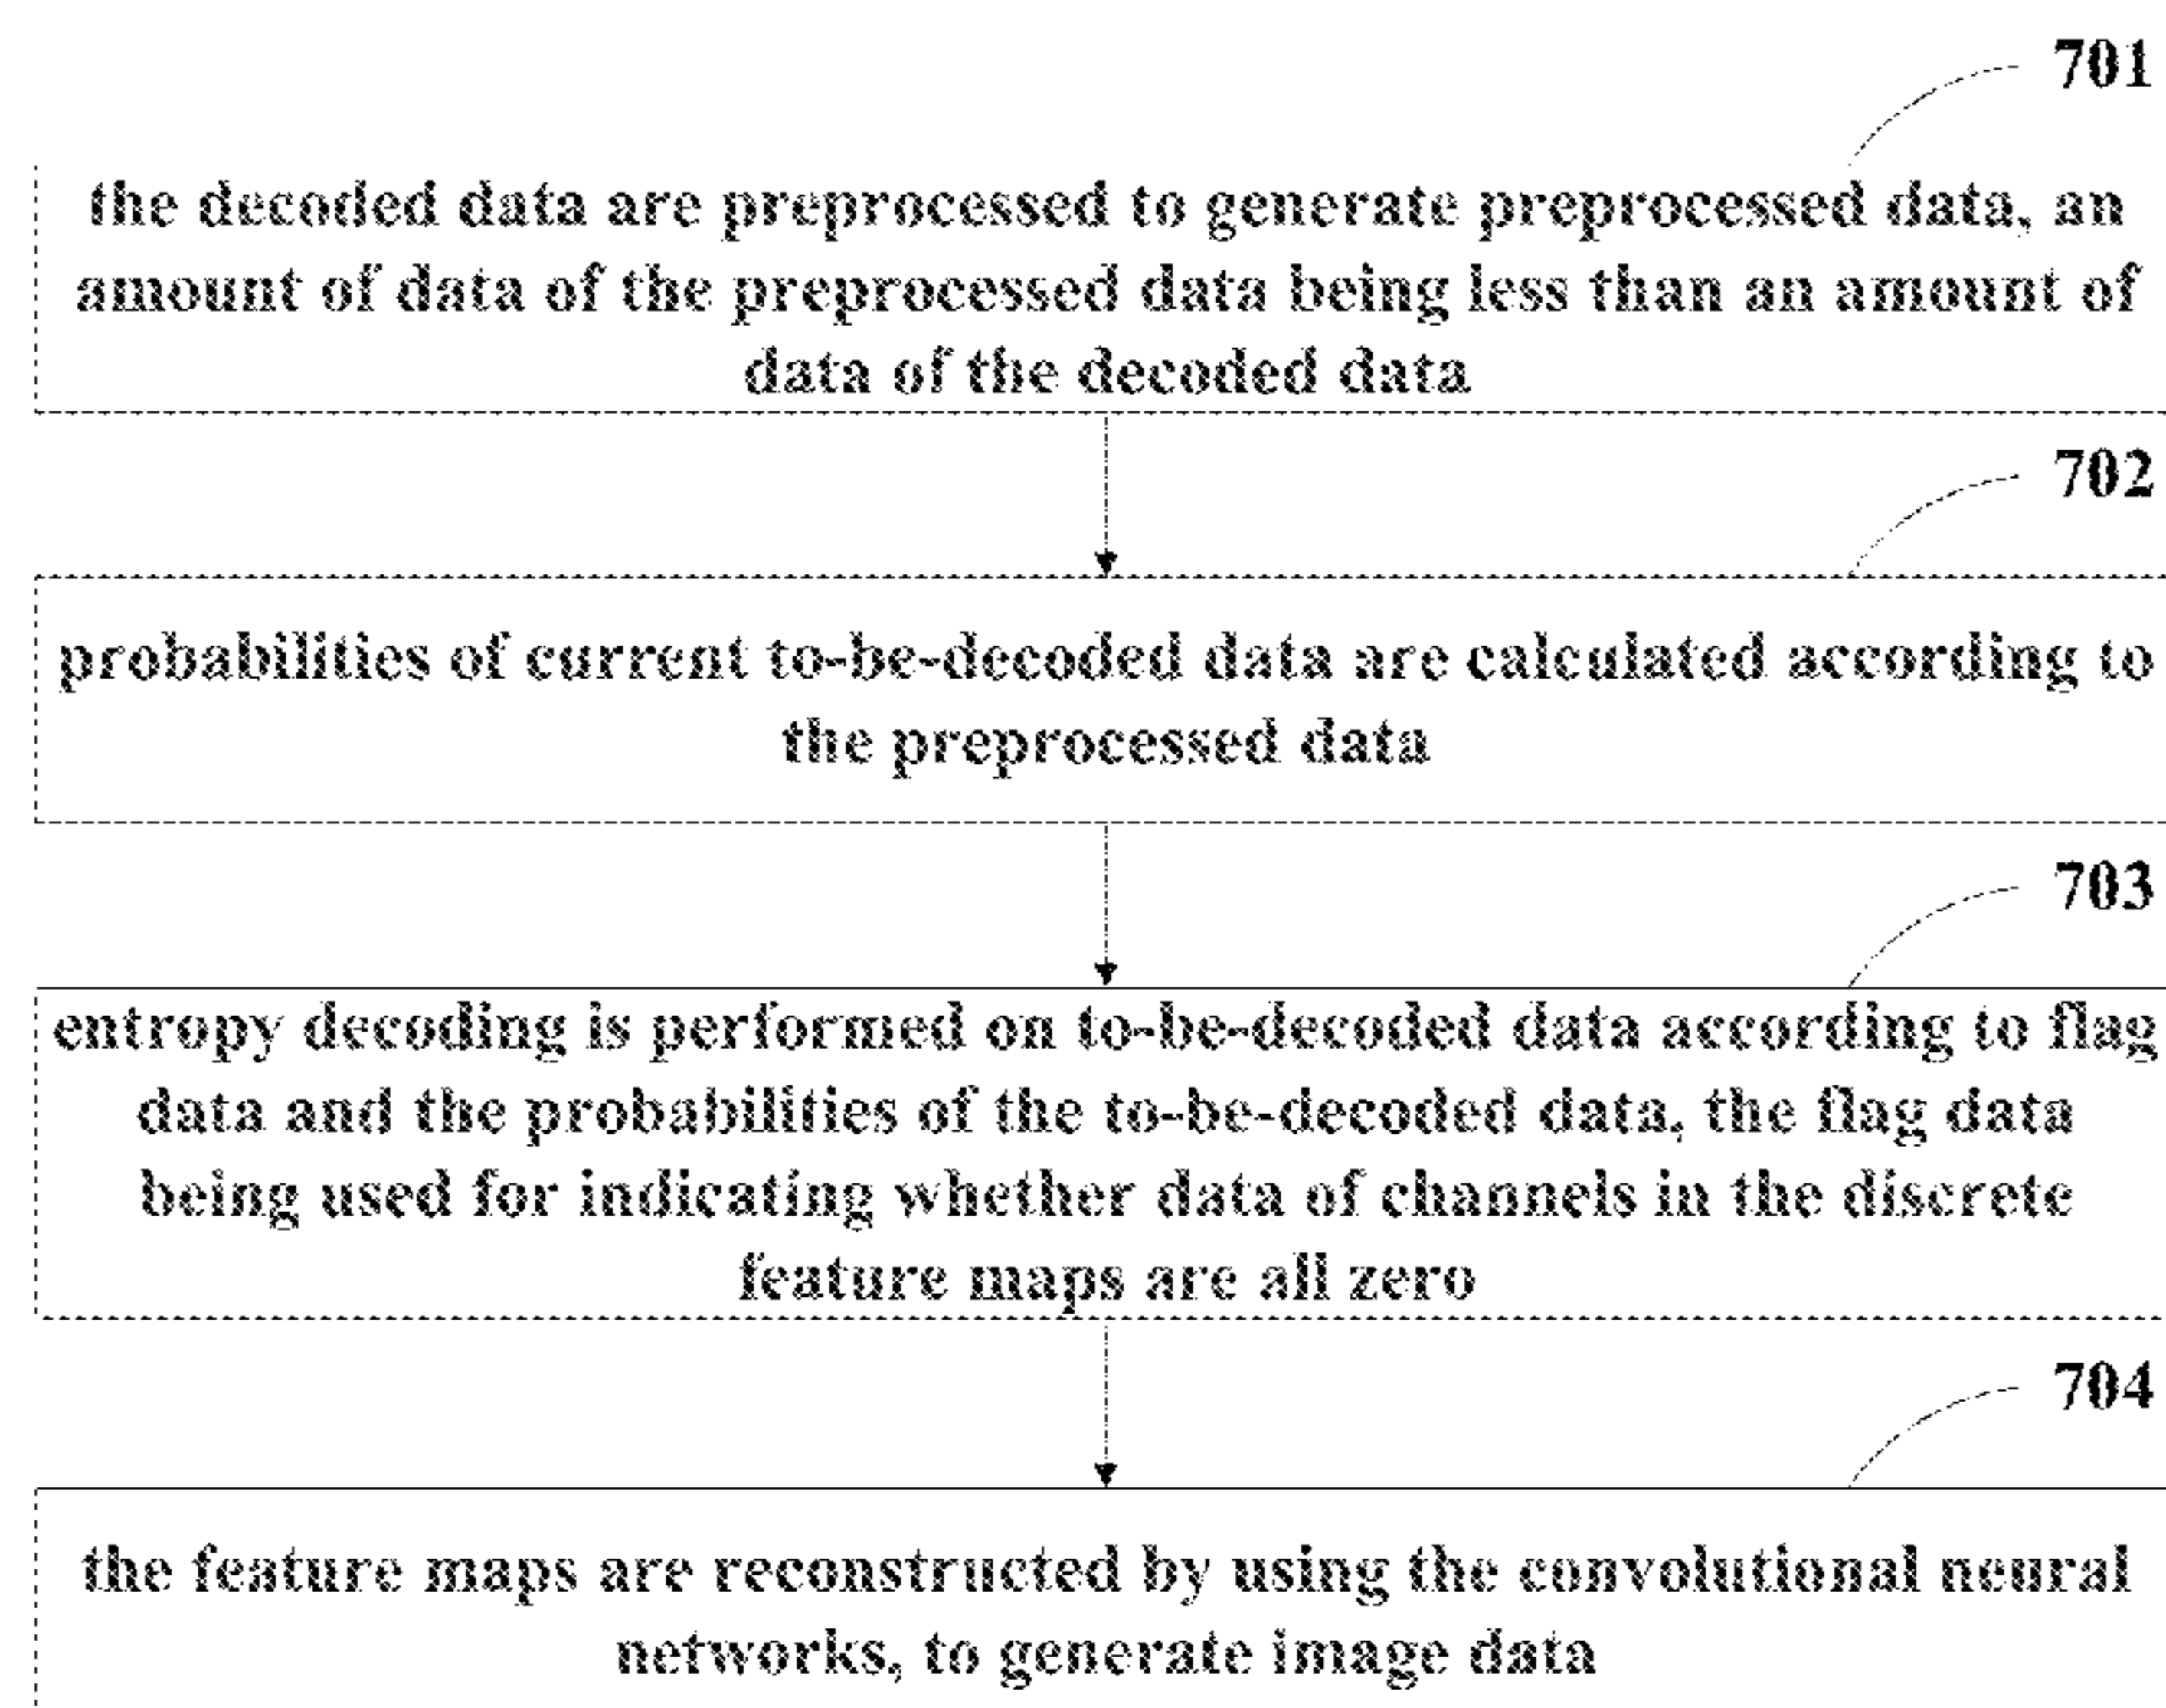 701
the decoded data are preprocessed to generate preprocessed data, an
amount of data of the preprocessed data being less than an amount of
data of the decoded data
702
probabilities of current to-be-decoded data are calculated according to
the preprocessed data
703
entropy decoding is performed on to-be-decoded data according to flag
data and the probabilities of the to-be-decoded data, the flag data
being used for indicating whether data of channels in the discrete
feature maps are all zero
704
the feature maps are reconstructed by using the convolutional neural
networks, to generate image data